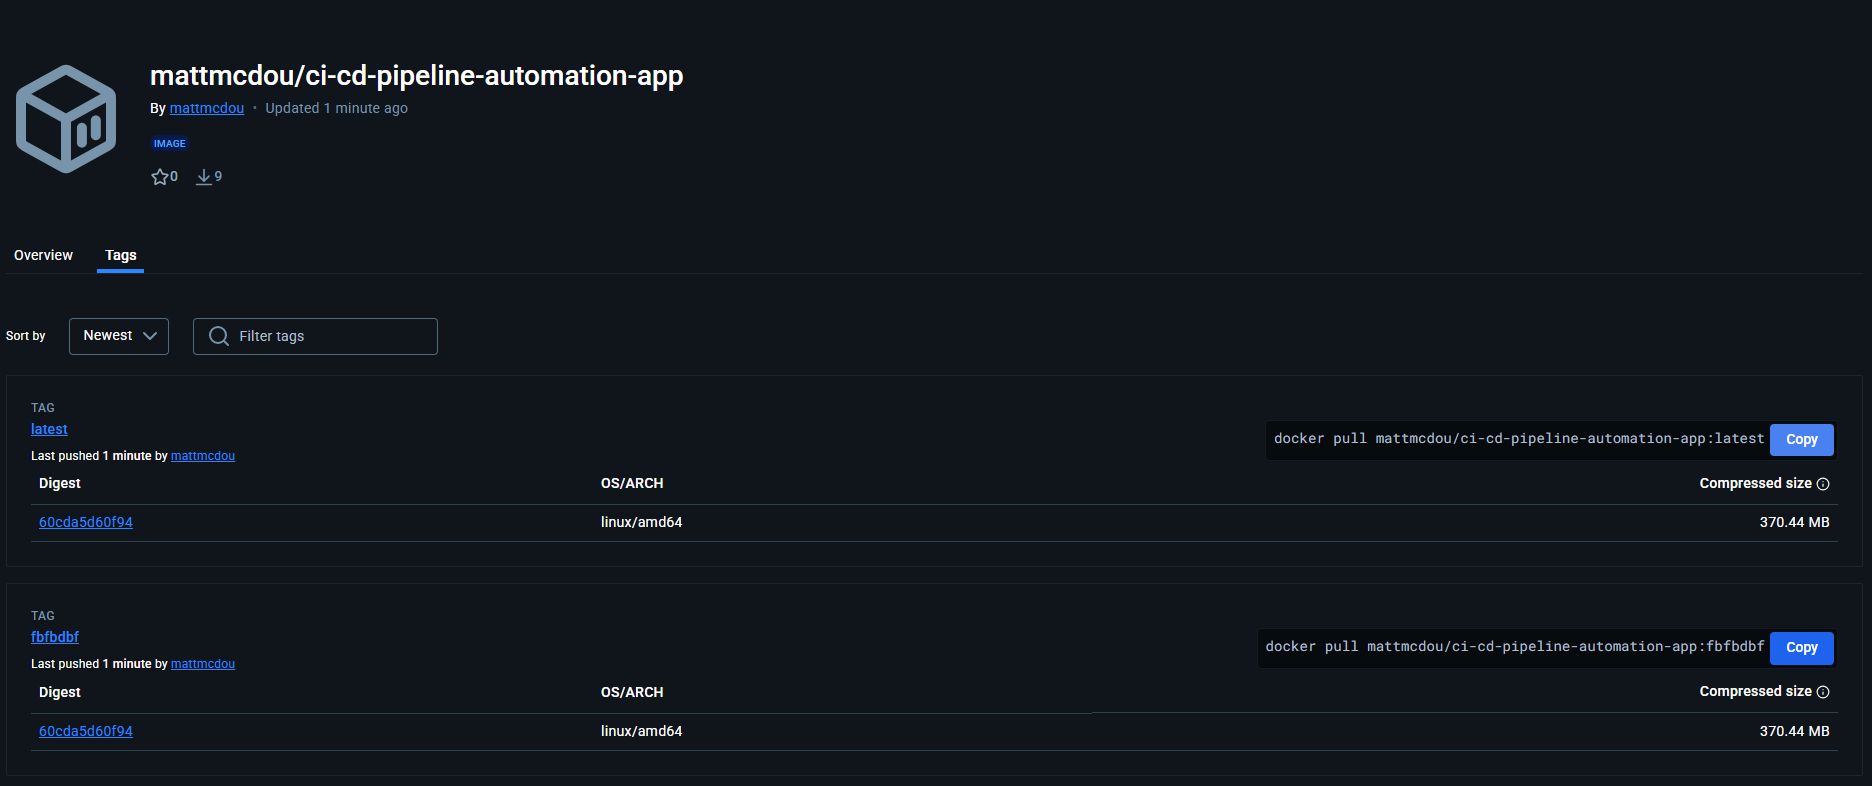 mattmcdou/ci-cd-pipeline-automation-app
By mattmcdou · Updated 1 minute ago
IMAGE
0 9
Overview Tags
Sort by Newest Filter tags
TAG
latest
docker pull mattmcdou/ci-cd-pipeline-automation-app:latest Copy
Last pushed 1 minute by mattmcdou
Digest OS/ARCH Compressed size
60cda5d60f94 linux/amd64 370.44 MB
TAG
fbfbdbf
docker pull mattmcdou/ci-cd-pipeline-automation-app:fbfbdbf Copy
Last pushed 1 minute by mattmcdou
Digest OS/ARCH Compressed size
60cda5d60f94 linux/amd64 370.44 MB